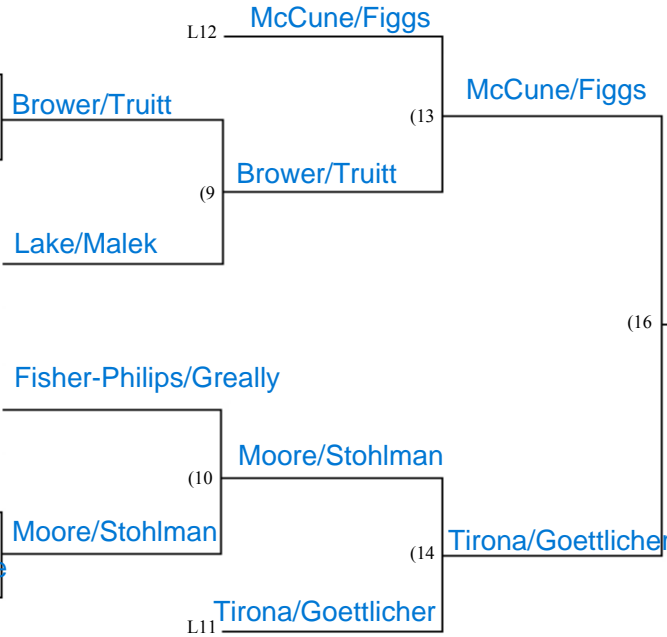 McCune/Figgs
L12
McCune/Figgs
Brower/Truitt
(13
Brower/Truitt
(9
Lake/Malek
(16
Fisher-Philips/Greally
Moore/Stohlman
(10
Moore/Stohlman
(14
Tirona/Goettlicher
e
Tirona/Goettlicher
L11